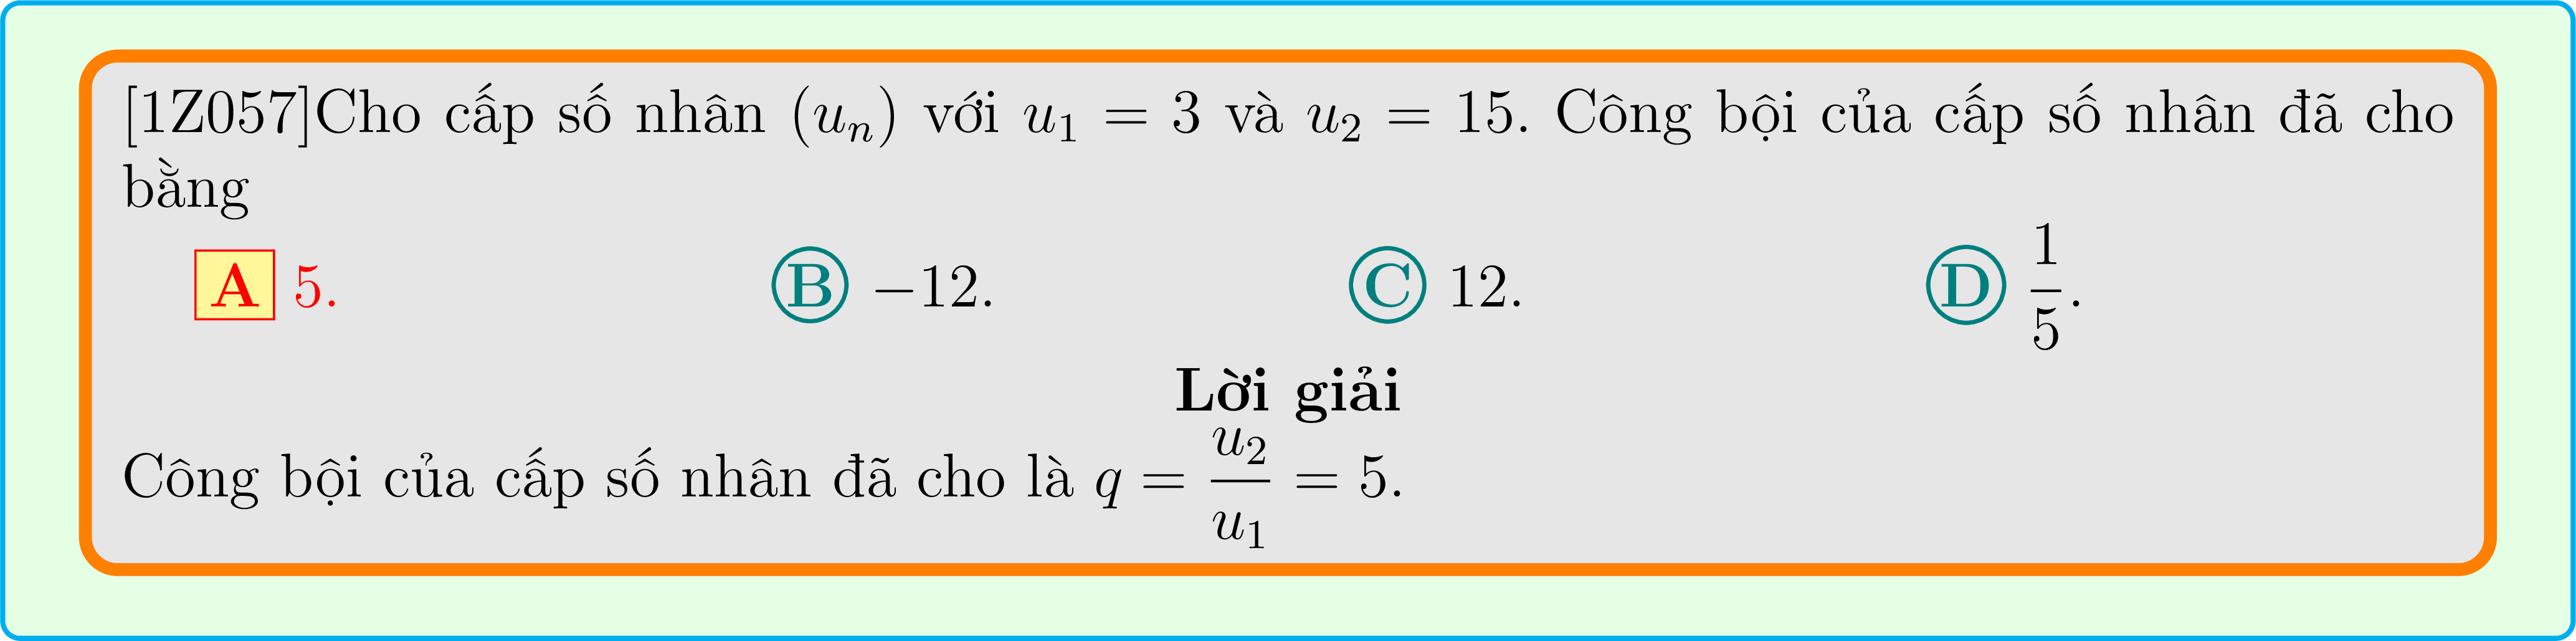 [1Z057]Cho cấp số nhân $(u_n)$ với $u_1 = 3$ và $u_2 = 15$. Công bội của cấp số nhân đã cho
bằng
A 5. B −12. C 12. D $\dfrac{1}{5}$.
Lời giải
Công bội của cấp số nhân đã cho là $q = \dfrac{u_2}{u_1} = 5$.